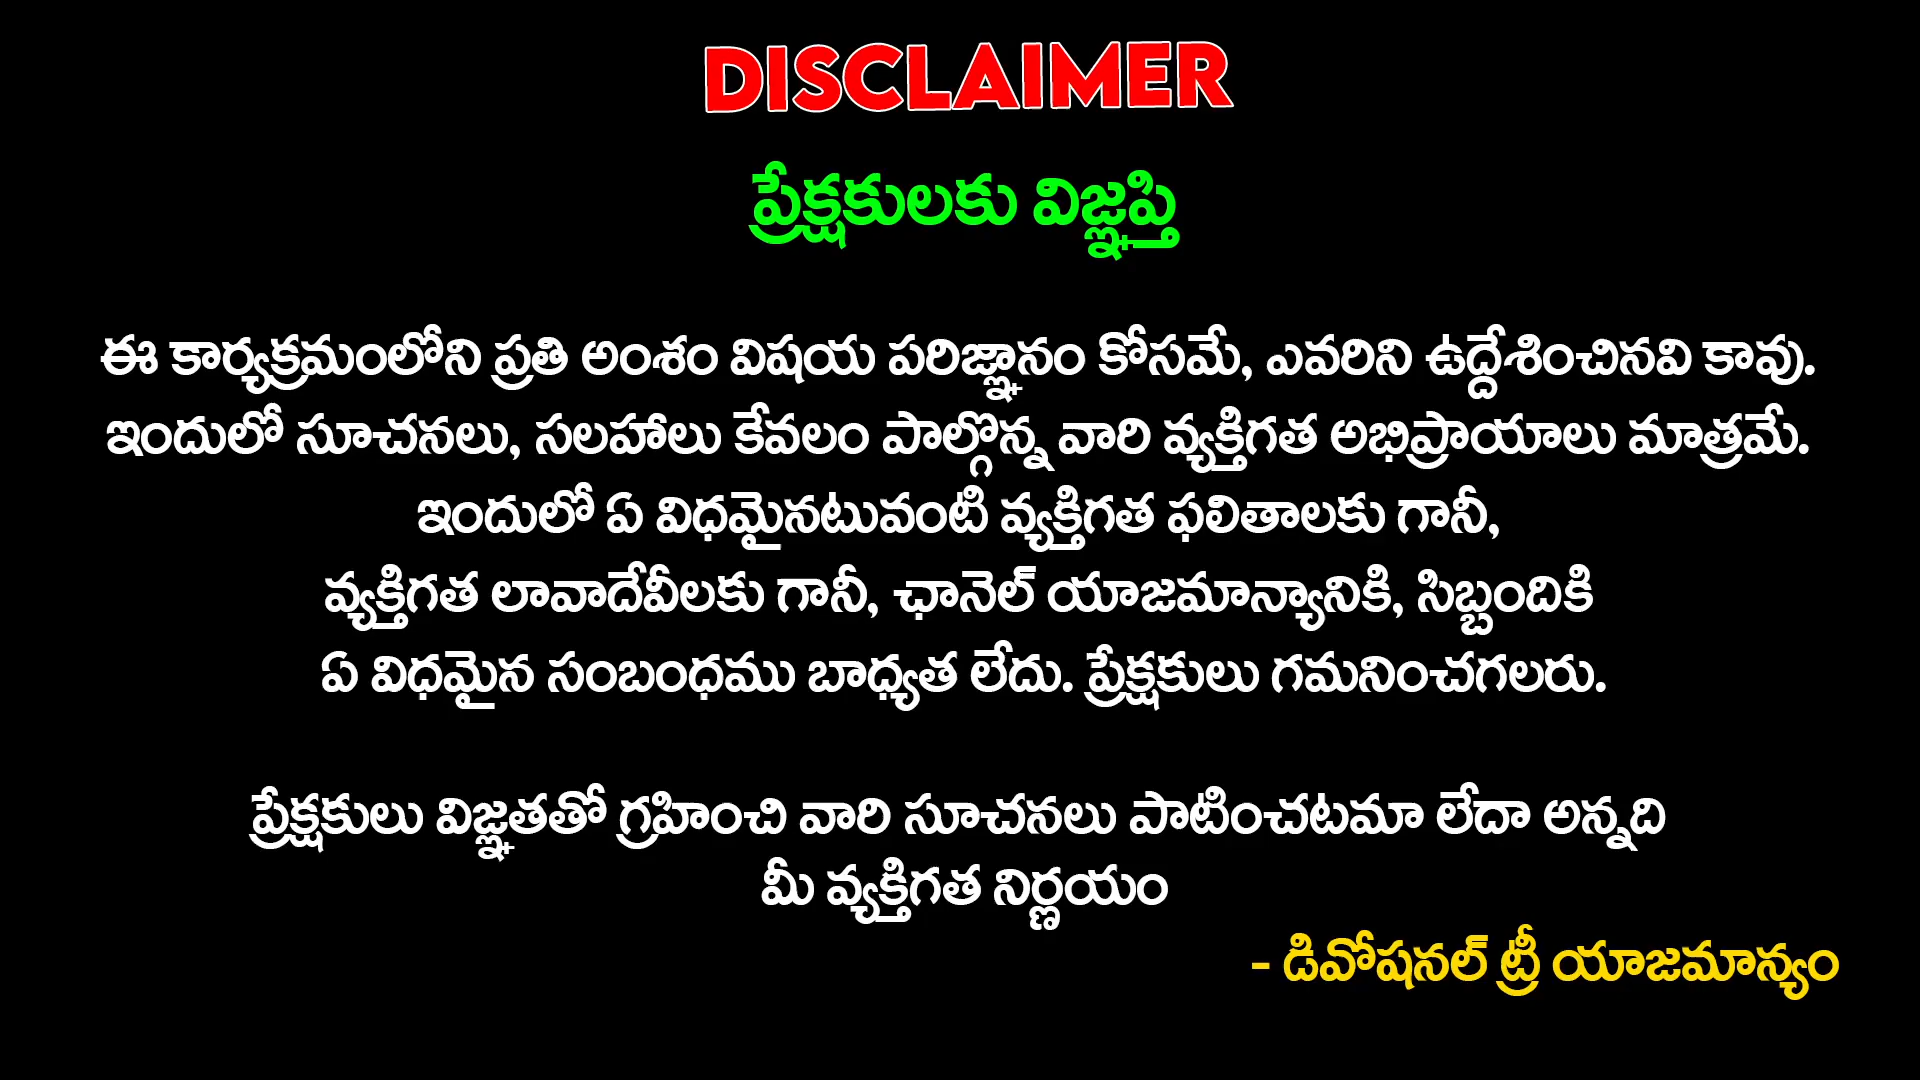 DISCLAIMER
ప్రేక్షకులకు విజ్ఞప్తి
ఈ కార్యక్రమంలోని ప్రతి అంశం విషయ పరిజ్ఞానం కోసమే, ఎవరిని ఉద్దేశించినవి కావు.
ఇందులో సూచనలు, సలహాలు కేవలం పాల్గొన్న వారి వ్యక్తిగత అభిప్రాయాలు మాత్రమే.
ఇందులో ఏ విధమైనటువంటి వ్యక్తిగత ఫలితాలకు గానీ,
వ్యక్తిగత లావాదేవీలకు గానీ, ఛానెల్ యాజమాన్యానికి, సిబ్బందికి
ఏ విధమైన సంబంధము బాధ్యత లేదు. ప్రేక్షకులు గమనించగలరు.
ప్రేక్షకులు విజ్ఞతతో గ్రహించి వారి సూచనలు పాటించటమా లేదా అన్నది
మీ వ్యక్తిగత నిర్ణయం
- డివోషనల్ ట్రీ యాజమాన్యం